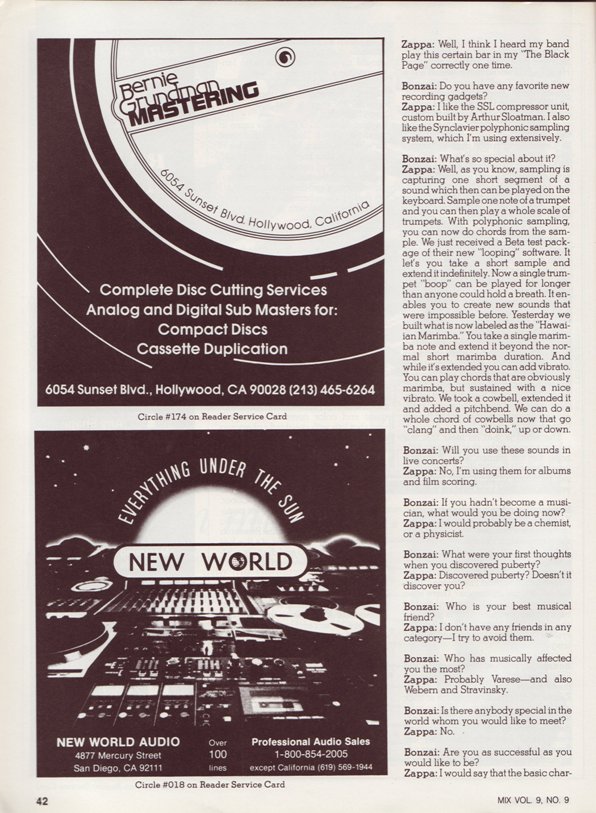 Bernie
Grundman
MASTERING
6054 Sunset Blvd. Hollywood, California
Complete Disc Cutting Services
Analog and Digital Sub Masters for:
Compact Discs
Cassette Duplication
6054 Sunset Blvd., Hollywood, CA 90028 (213) 465-6264
Circle #174 on Reader Service Card
EVERYTHING UNDER THE SUN
NEW WORLD
NEW WORLD AUDIO
4877 Mercury Street
San Diego, CA 92111
Over
100
lines
Professional Audio Sales
1-800-854-2005
except California (619) 569-1944
Circle #018 on Reader Service Card
Zappa: Well, I think I heard my band
play this certain bar in my "The Black
Page" correctly one time.
Bonzai: Do you have any favorite new
recording gadgets?
Zappa: I like the SSL compressor unit,
custom built by Arthur Sloatman. I also
like the Synclavier polyphonic sampling
system, which I'm using extensively.
Bonzai: What's so special about it?
Zappa: Well, as you know, sampling is
capturing one short segment of a
sound which then can be played on the
keyboard. Sample one note of a trumpet
and you can then play a whole scale of
trumpets. With polyphonic sampling,
you can now do chords from the sam-
ple. We just received a Beta test pack-
age of their new "looping" software. It
let's you take a short sample and
extend it indefinitely. Now a single trum-
pet "boop" can be played for longer
than anyone could hold a breath. It en-
ables you to create new sounds that
were impossible before. Yesterday we
built what is now labeled as the "Hawai-
ian Marimba." You take a single marim-
ba note and extend it beyond the nor-
mal short marimba duration. And
while it's extended you can add vibrato.
You can play chords that are obviously
marimba, but sustained with a nice
vibrato. We took a cowbell, extended it
and added a pitchbend. We can do a
whole chord of cowbells now that go
"clang" and then "doink," up or down.
Bonzai: Will you use these sounds in
live concerts?
Zappa: No, I'm using them for albums
and film scoring.
Bonzai: If you hadn't become a musi-
cian, what would you be doing now?
Zappa: I would probably be a chemist,
or a physicist.
Bonzai: What were your first thoughts
when you discovered puberty?
Zappa: Discovered puberty? Doesn't it
discover you?
Bonzai: Who is your best musical
friend?
Zappa: I don't have any friends in any
category—I try to avoid them.
Bonzai: Who has musically affected
you the most?
Zappa: Probably Varese—and also
Webern and Stravinsky.
Bonzai: Is there anybody special in the
world whom you would like to meet?
Zappa: No.
Bonzai: Are you as successful as you
would like to be?
Zappa: I would say that the basic char-
42
MIX VOL. 9, NO. 9